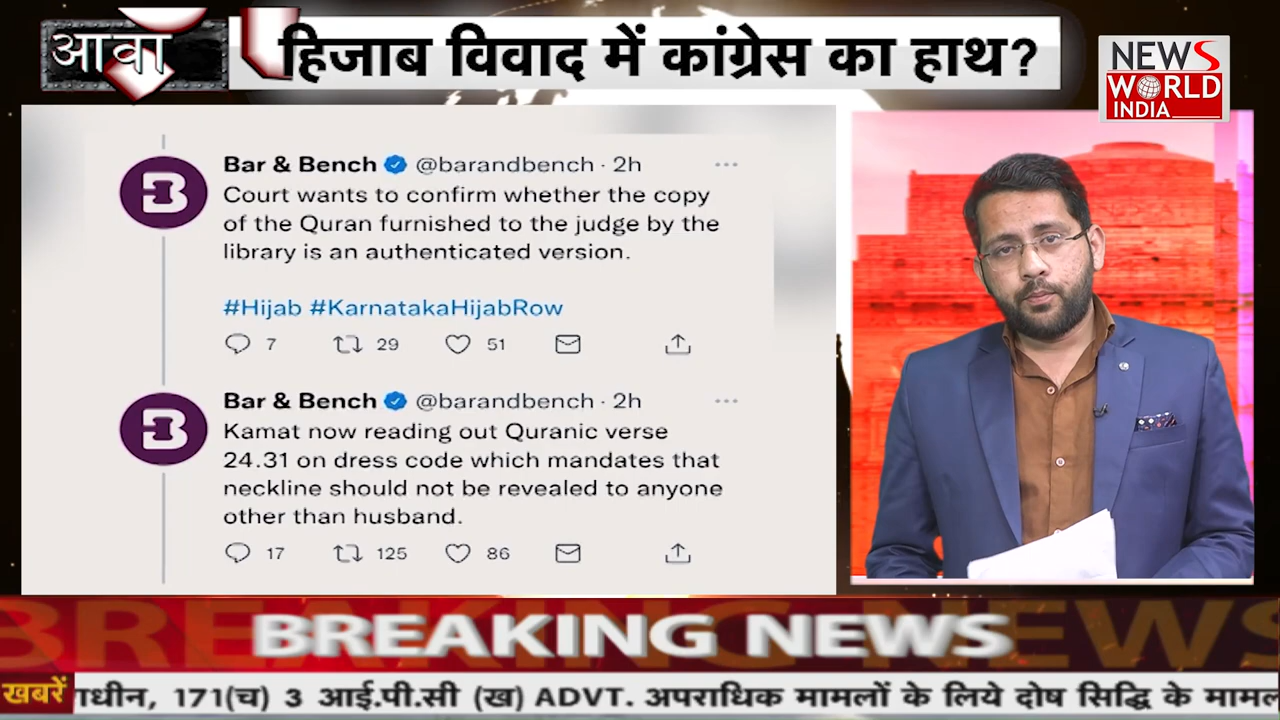 आवा
हिजाब विवाद में कांग्रेस का हाथ?
NEWS
WORLD
INDIA
Bar & Bench @barandbench · 2h
Court wants to confirm whether the copy
of the Quran furnished to the judge by the
library is an authenticated version.
#Hijab #KarnatakaHijabRow
7 29 51
Bar & Bench @barandbench · 2h
Kamat now reading out Quranic verse
24.31 on dress code which mandates that
neckline should not be revealed to anyone
other than husband.
17 125 86
BREAKING NEWS
BREAKING NEWS
खबरें
ाधीन, 171(च) 3 आई.पी.सी (ख) ADVT. अपराधिक मामलों के लिये दोष सिद्धि के मामल